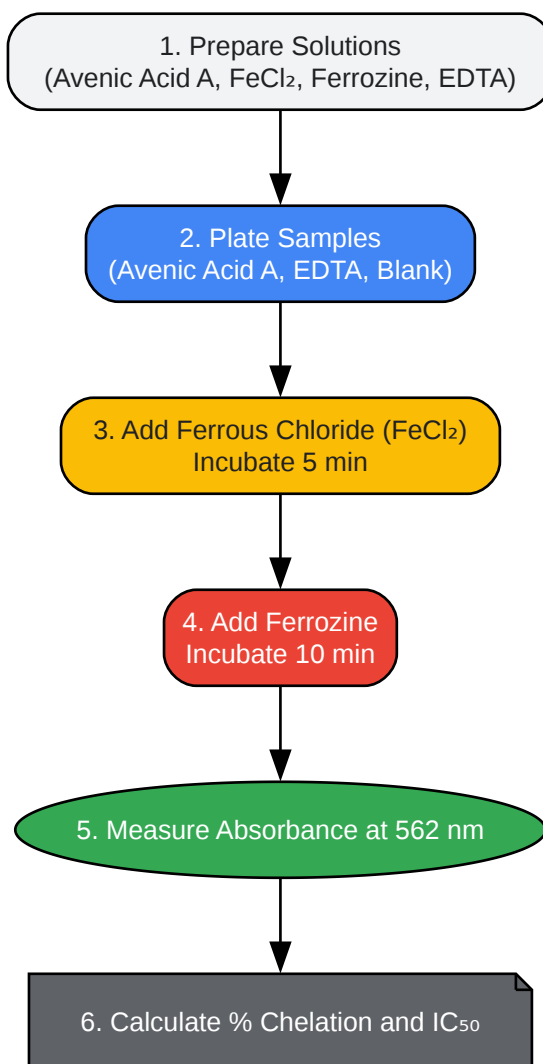 1. Prepare Solutions
(Avenic Acid A, FeCl₂, Ferrozine, EDTA)
2. Plate Samples
(Avenic Acid A, EDTA, Blank)
3. Add Ferrous Chloride (FeCl₂)
Incubate 5 min
4. Add Ferrozine
Incubate 10 min
5. Measure Absorbance at 562 nm
6. Calculate % Chelation and IC₅₀